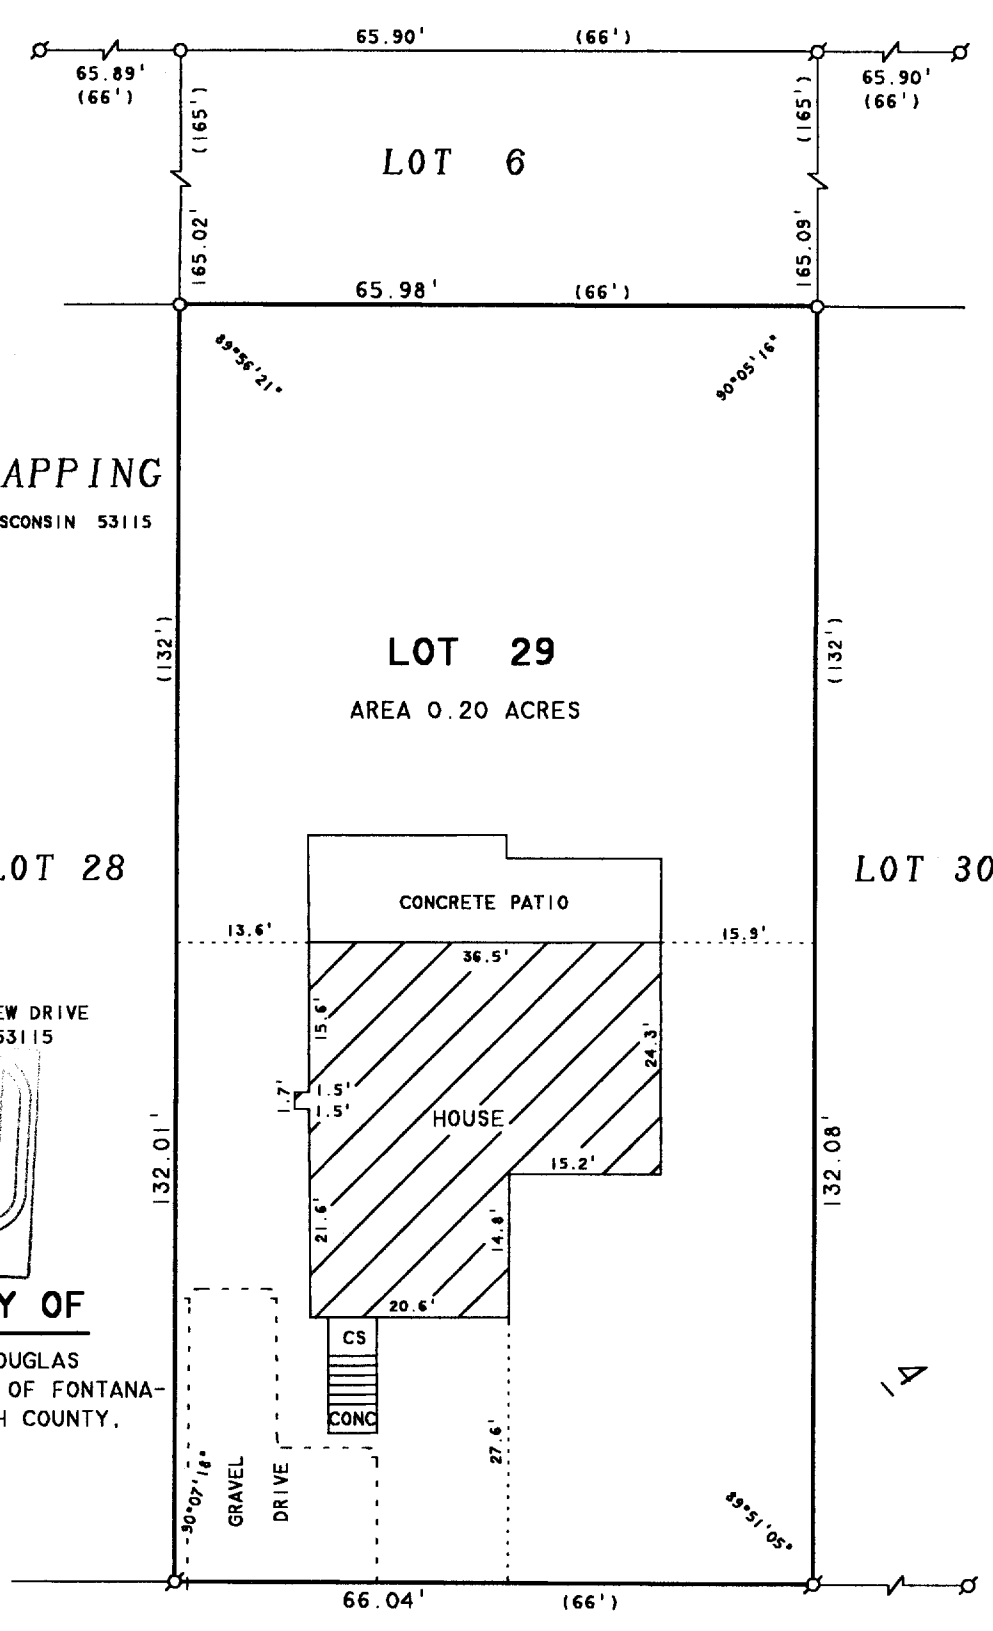 65.90' (66')
65.89'
(66')
65.90'
(66')
(165')
(165')
LOT 6
165.02'
165.09'
65.98' (66')
89°56'21"
90°05'16"
APPING
SCONSIN 53115
(132')
(132')
LOT 29
AREA 0.20 ACRES
LOT 28
LOT 30
CONCRETE PATIO
13.6'
15.9'
36.5'
15.6'
24.3'
EW DRIVE
53115
1.7'
1.5'
1.5'
HOUSE
132.01'
132.08'
15.2'
21.6'
14.8'
20.6'
Y OF
CS
OUGLAS
OF FONTANA-
H COUNTY,
CONC
27.6'
90°07'18"
GRAVEL
DRIVE
89°51'05"
66.04' (66')